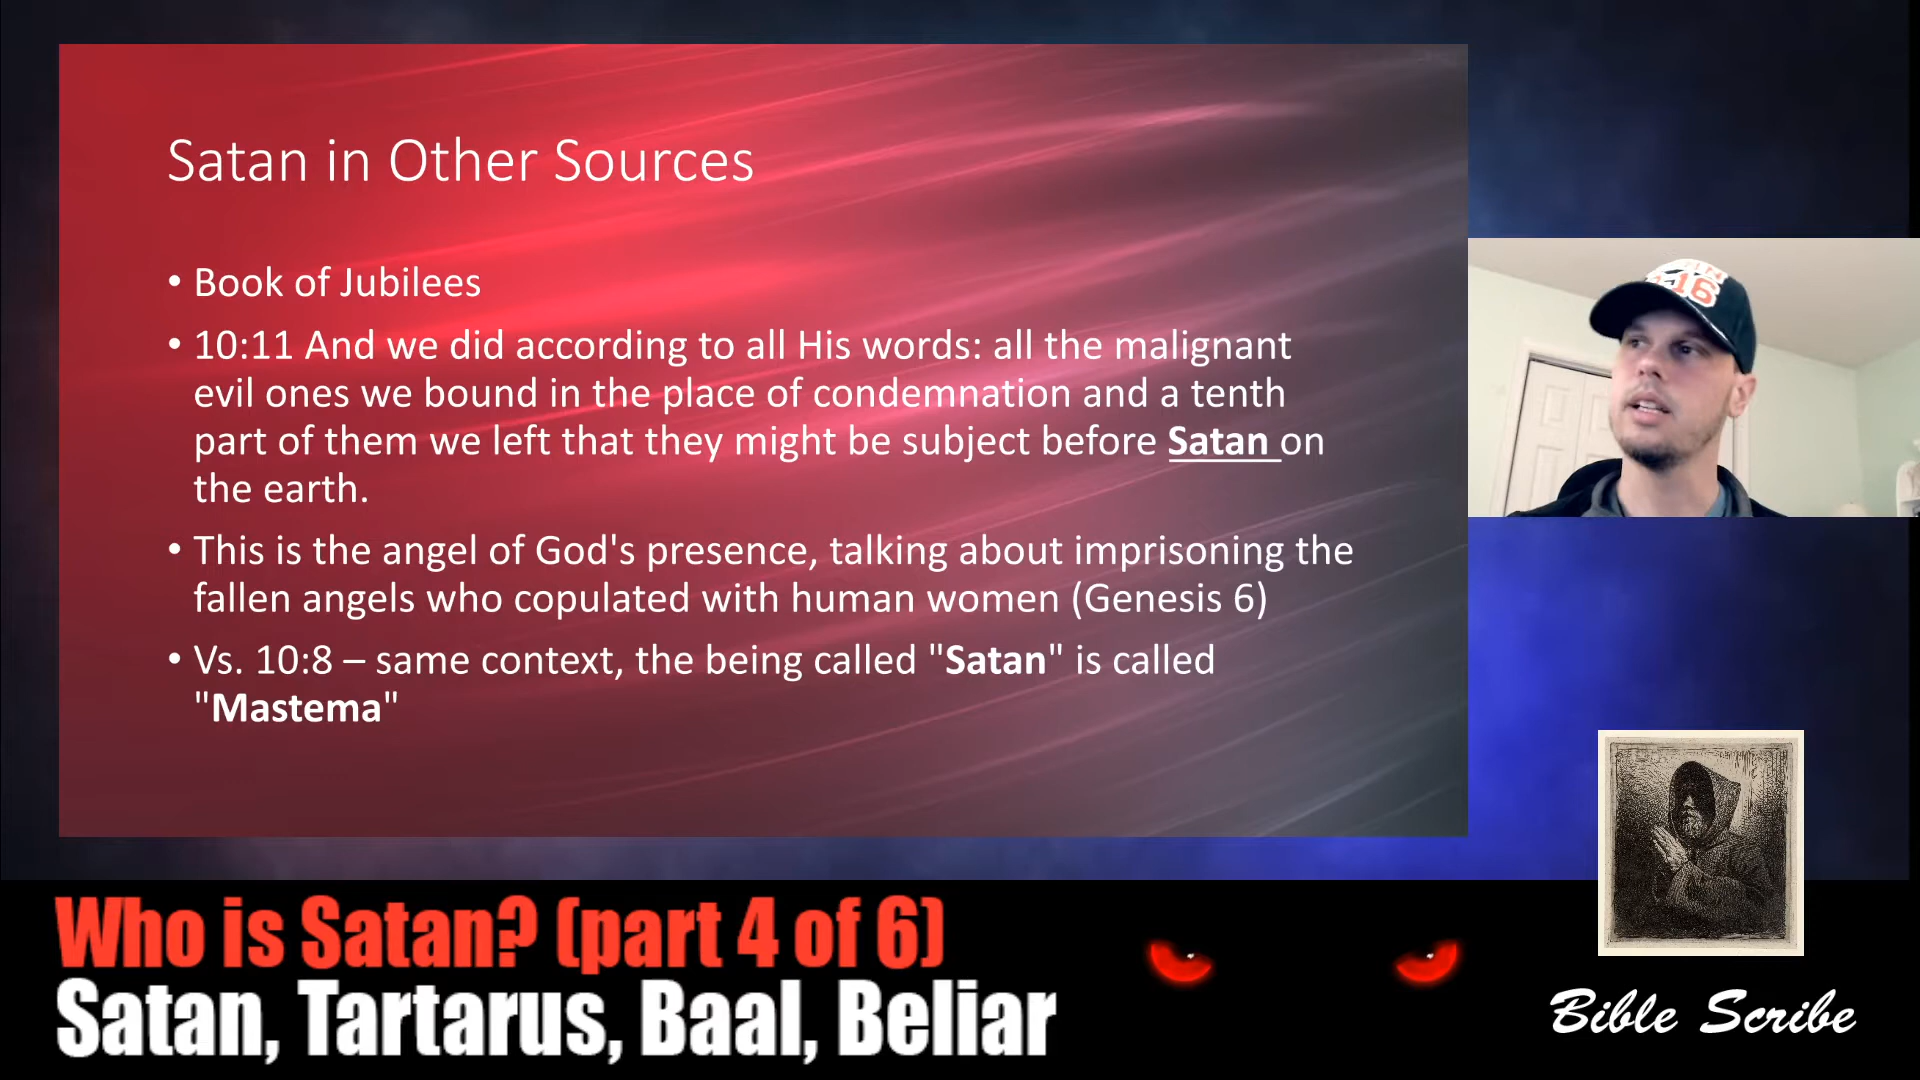 Satan in Other Sources
• Book of Jubilees
• 10:11 And we did according to all His words: all the malignant
evil ones we bound in the place of condemnation and a tenth
part of them we left that they might be subject before Satan on
the earth.
• This is the angel of God's presence, talking about imprisoning the
fallen angels who copulated with human women (Genesis 6)
• Vs. 10:8 – same context, the being called "Satan" is called
"Mastema"
16
Who is Satan? (part 4 of 6)
Satan, Tartarus, Baal, Beliar
Bible Scribe